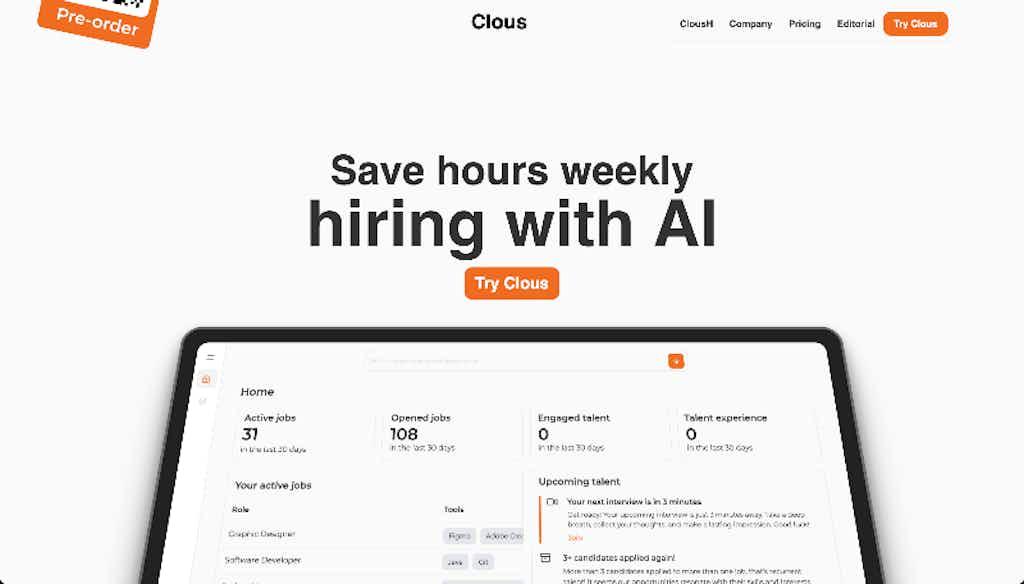 Pre-order
Clous
ClousH Company Pricing Editorial Try Clous
Save hours weekly
hiring with AI
Try Clous
Home
Active jobs
31
in the last 30 days
Opened jobs
108
in the last 30 days
Engaged talent
0
in the last 30 days
Talent experience
0
in the last 30 days
Your active jobs
Role Tools
Graphic Designer Figma Adobe
Software Developer Java Git
Upcoming talent
Your next interview is in 3 minutes
Get ready! Your upcoming interview is just 3 minutes away. Take a deep
breath, collect your thoughts, and make a lasting impression. Good luck!
Join
3+ candidates applied again!
More than 3 candidates applied to more than one job, that's recurrent
talent! It seems our opportunities resonate with their skills and interests